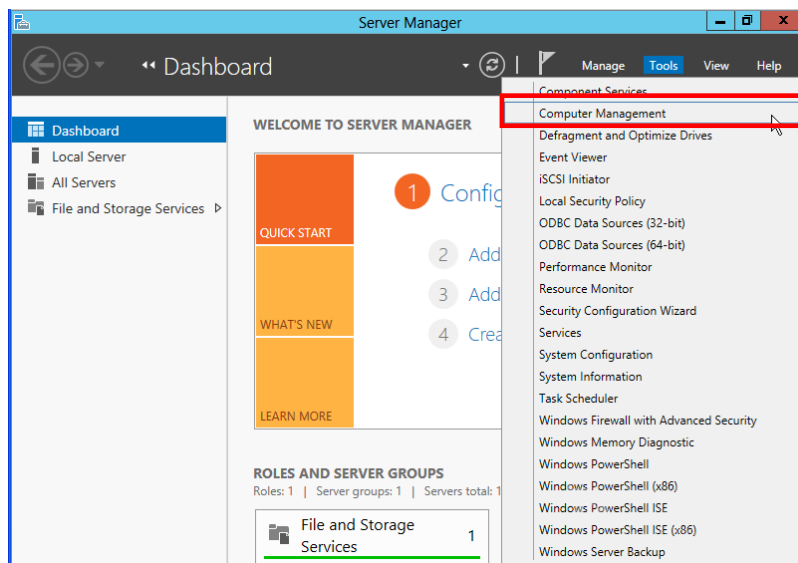 Server Manager
Dashboard
Manage Tools View Help
Dashboard
Local Server
All Servers
File and Storage Services
WELCOME TO SERVER MANAGER
QUICK START
WHAT'S NEW
LEARN MORE
1 Config
2 Add
3 Add
4 Crea
ROLES AND SERVER GROUPS
Roles: 1 | Server groups: 1 | Servers total: 1
File and Storage
Services
1
Component Services
Computer Management
Defragment and Optimize Drives
Event Viewer
iSCSI Initiator
Local Security Policy
ODBC Data Sources (32-bit)
ODBC Data Sources (64-bit)
Performance Monitor
Resource Monitor
Security Configuration Wizard
Services
System Configuration
System Information
Task Scheduler
Windows Firewall with Advanced Security
Windows Memory Diagnostic
Windows PowerShell
Windows PowerShell (x86)
Windows PowerShell ISE
Windows PowerShell ISE (x86)
Windows Server Backup